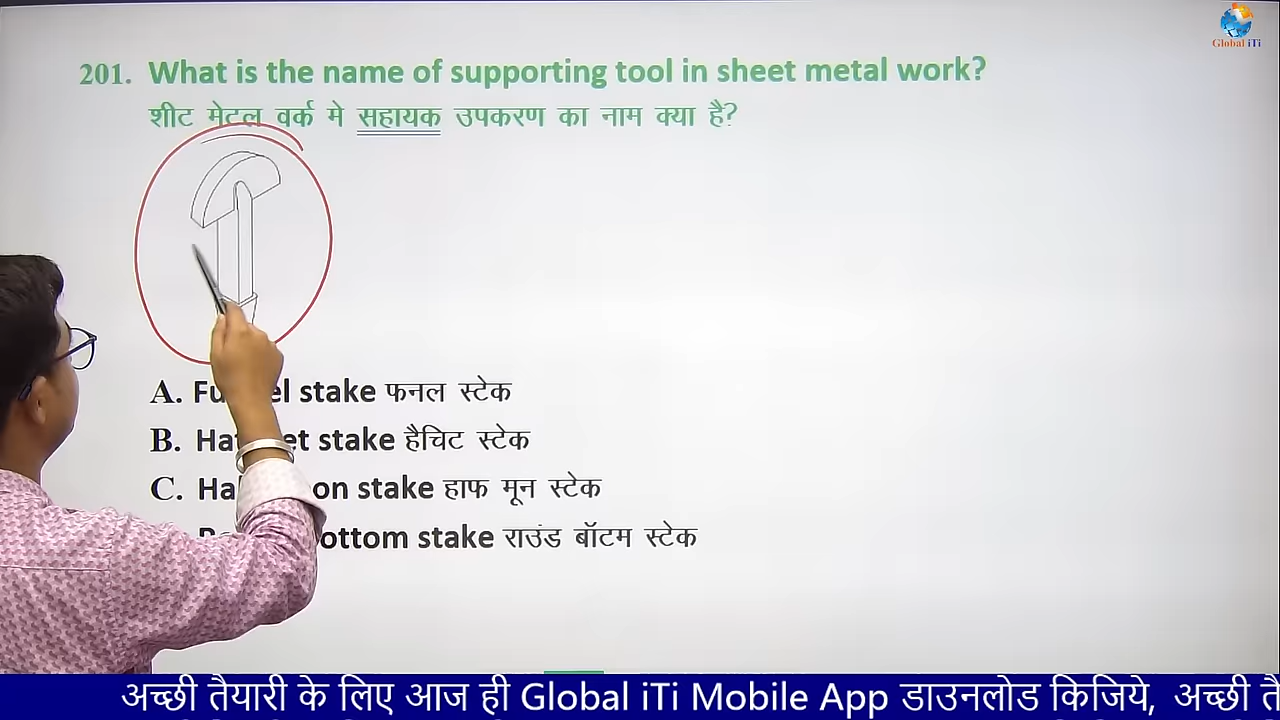 Global iTi
201. What is the name of supporting tool in sheet metal work?
शीट मेटल वर्क मे सहायक उपकरण का नाम क्या है?
A. Fu el stake फनल स्टेक
B. Ha et stake हैचिट स्टेक
C. Ha on stake हाफ मून स्टेक
ottom stake राउंड बॉटम स्टेक
अच्छी तैयारी के लिए आज ही Global iTi Mobile App डाउनलोड किजिये, अच्छी तै